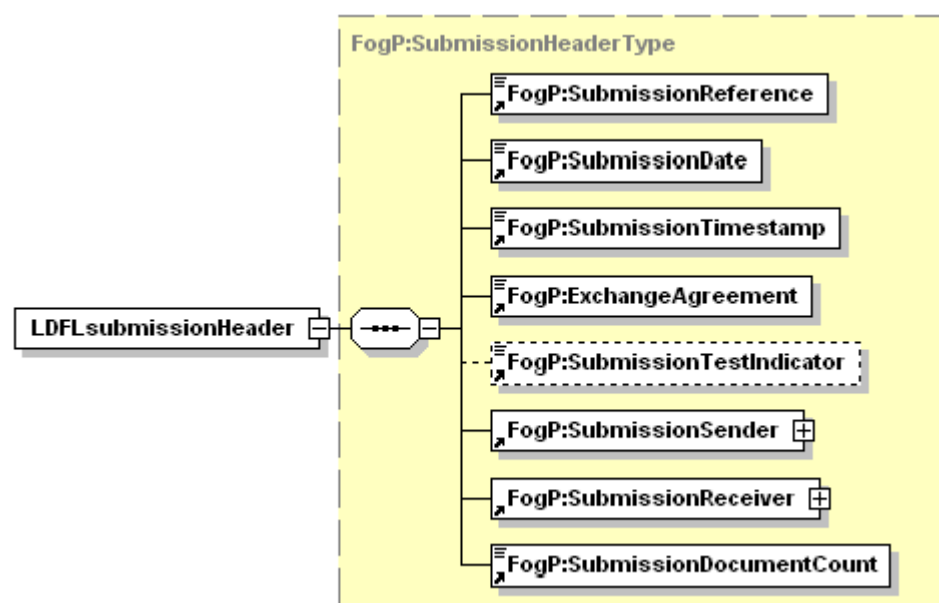 FogP:SubmissionHeaderType
FogP:SubmissionReference
FogP:SubmissionDate
FogP:SubmissionTimestamp
FogP:ExchangeAgreement
LDFLsubmissionHeader
FogP:SubmissionTestIndicator
FogP:SubmissionSender
FogP:SubmissionReceiver
FogP:SubmissionDocumentCount